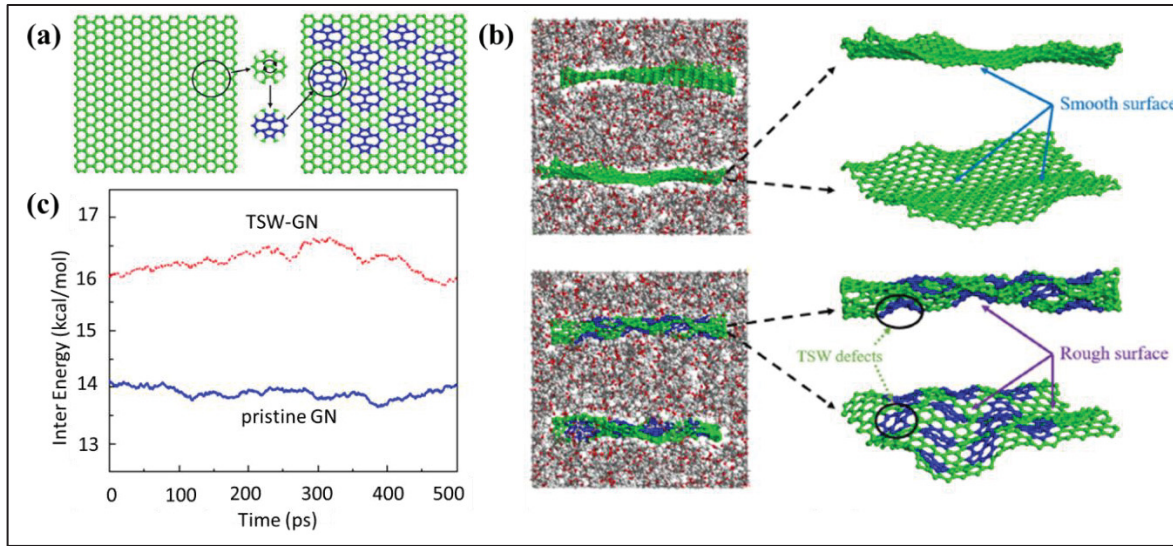 (a)
(b)
Smooth surface
TSW defects
Rough surface
(c)
17
16
15
14
13
TSW-GN
pristine GN
Inter Energy (kcal/mol)
0 100 200 300 400 500
Time (ps)